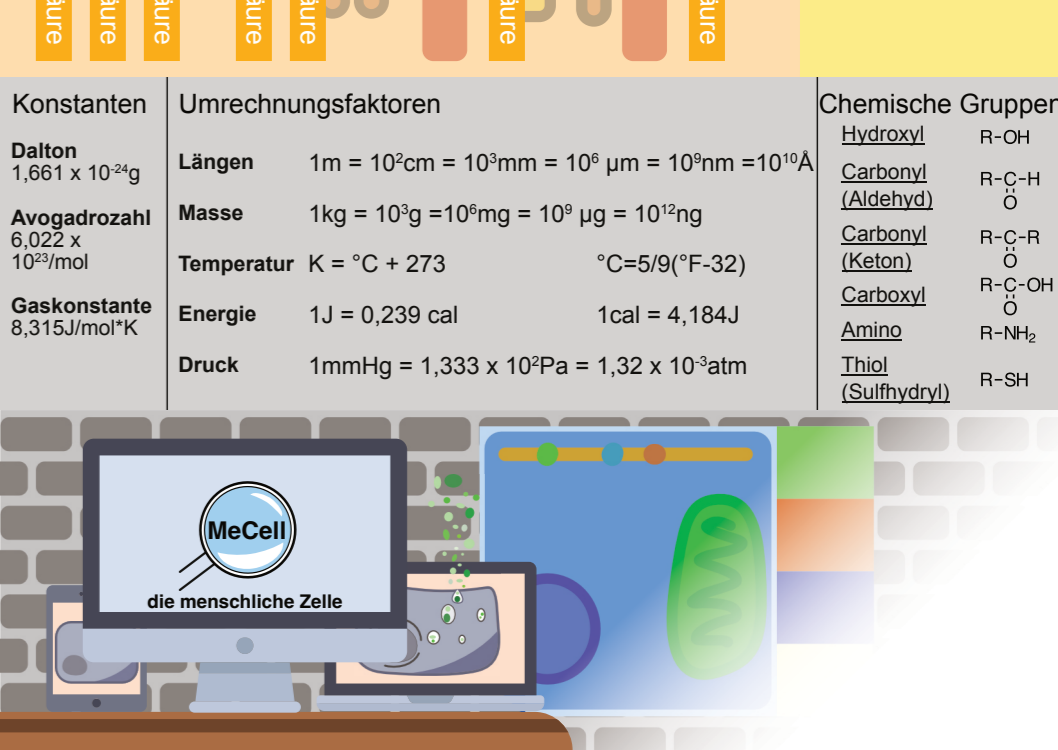 Konstanten
Dalton
1,661 x 10⁻²⁴g
Avogadrozahl
6,022 x
10²³/mol
Gaskonstante
8,315J/mol*K
Umrechnungsfaktoren
Längen 1m = 10²cm = 10³mm = 10⁶ µm = 10⁹nm =10¹⁰Å
Masse 1kg = 10³g =10⁶mg = 10⁹ µg = 10¹²ng
Temperatur K = °C + 273 °C=5/9(°F-32)
Energie 1J = 0,239 cal 1cal = 4,184J
Druck 1mmHg = 1,333 x 10²Pa = 1,32 x 10⁻³atm
Chemische Gruppen
Hydroxyl R-OH
Carbonyl
(Aldehyd)
R-C-H
O
Carbonyl
(Keton)
R-C-R
O
Carboxyl
R-C-OH
O
Amino R-NH₂
Thiol
(Sulfhydryl)
R-SH
MeCell
die menschliche Zelle